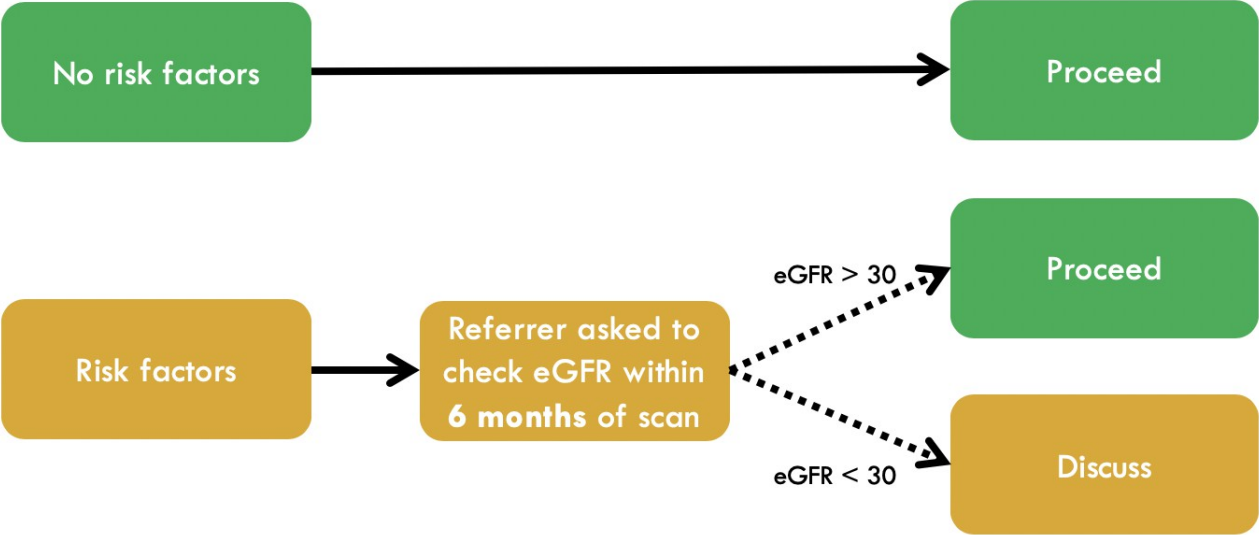 No risk factors
Proceed
eGFR > 30
Proceed
Risk factors
Referrer asked to
check eGFR within
6 months of scan
eGFR < 30
Discuss